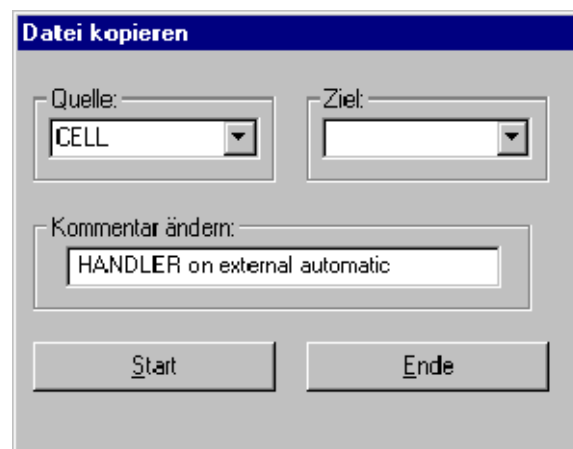 Datei kopieren
Quelle: Ziel:
CELL
Kommentar ändern:
HANDLER on external automatic
Start Ende